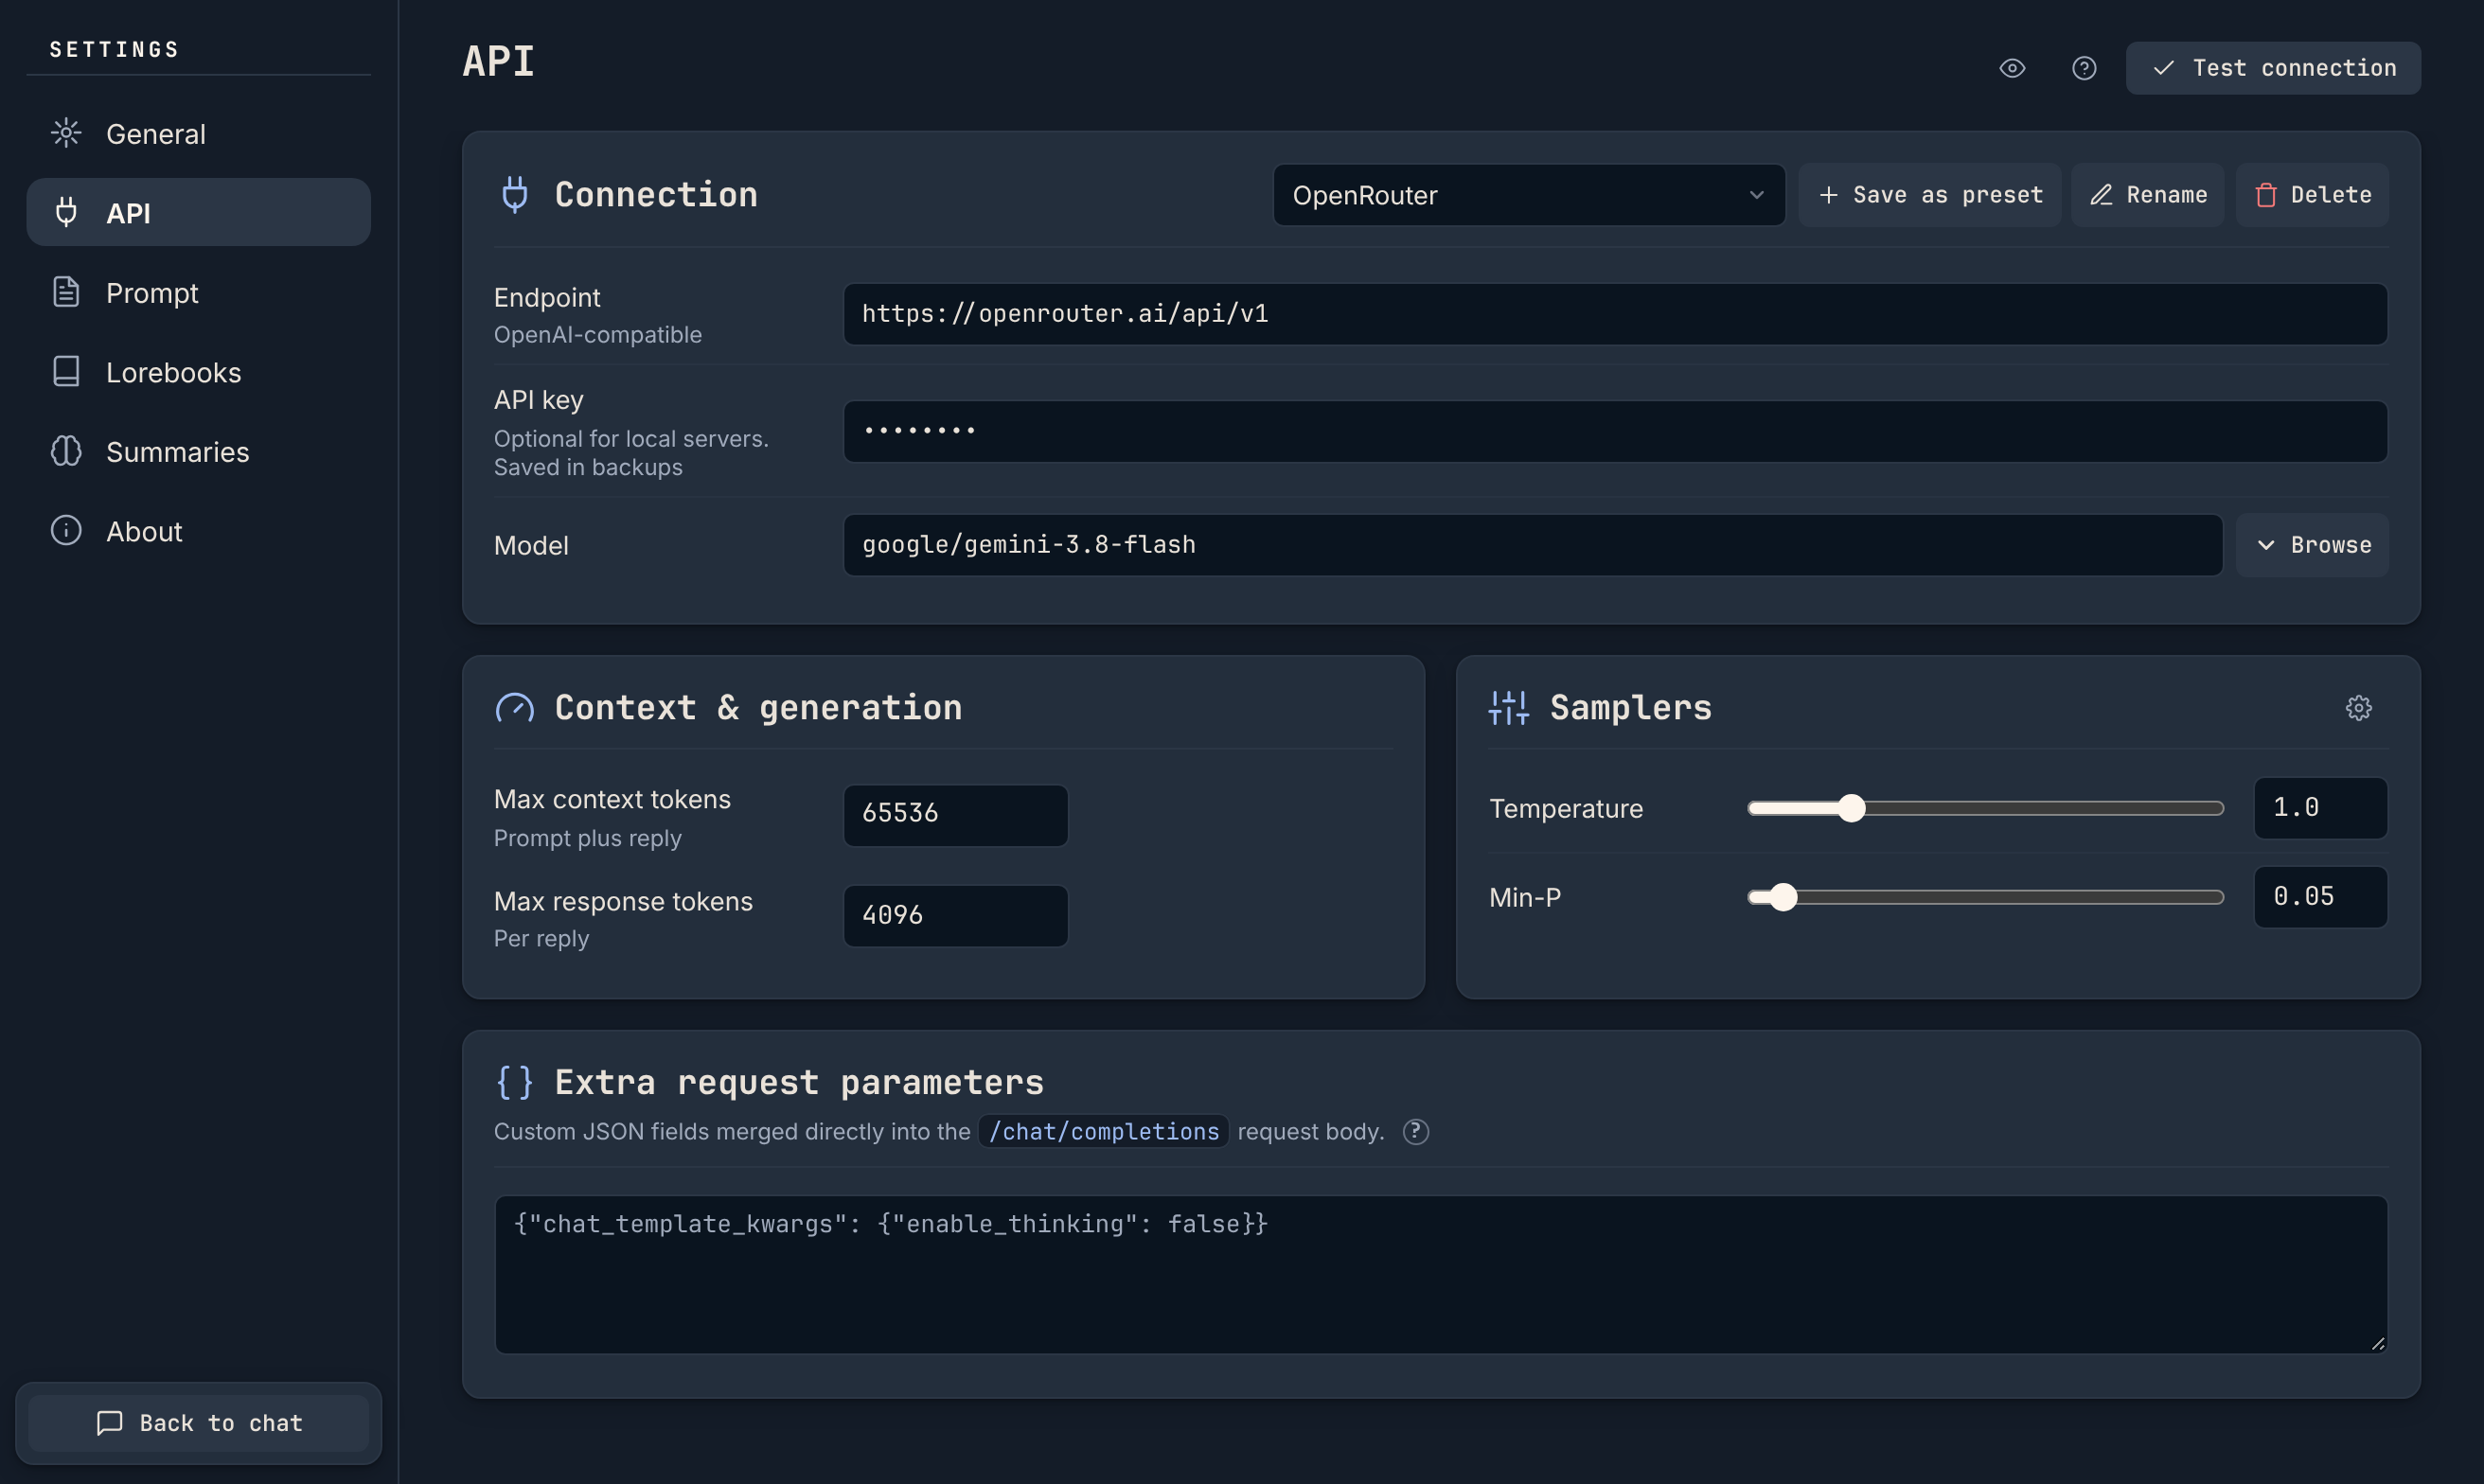 SETTINGS
General
API
Prompt
Lorebooks
Summaries
About
Back to chat
API
Test connection
Connection
OpenRouter
Save as preset
Rename
Delete
Endpoint
OpenAI-compatible
https://openrouter.ai/api/v1
API key
Optional for local servers.
Saved in backups
••••••••
Model
google/gemini-3.8-flash
Browse
Context & generation
Max context tokens
Prompt plus reply
65536
Max response tokens
Per reply
4096
Samplers
Temperature
1.0
Min-P
0.05
{} Extra request parameters
Custom JSON fields merged directly into the /chat/completions request body. ?
{"chat_template_kwargs": {"enable_thinking": false}}